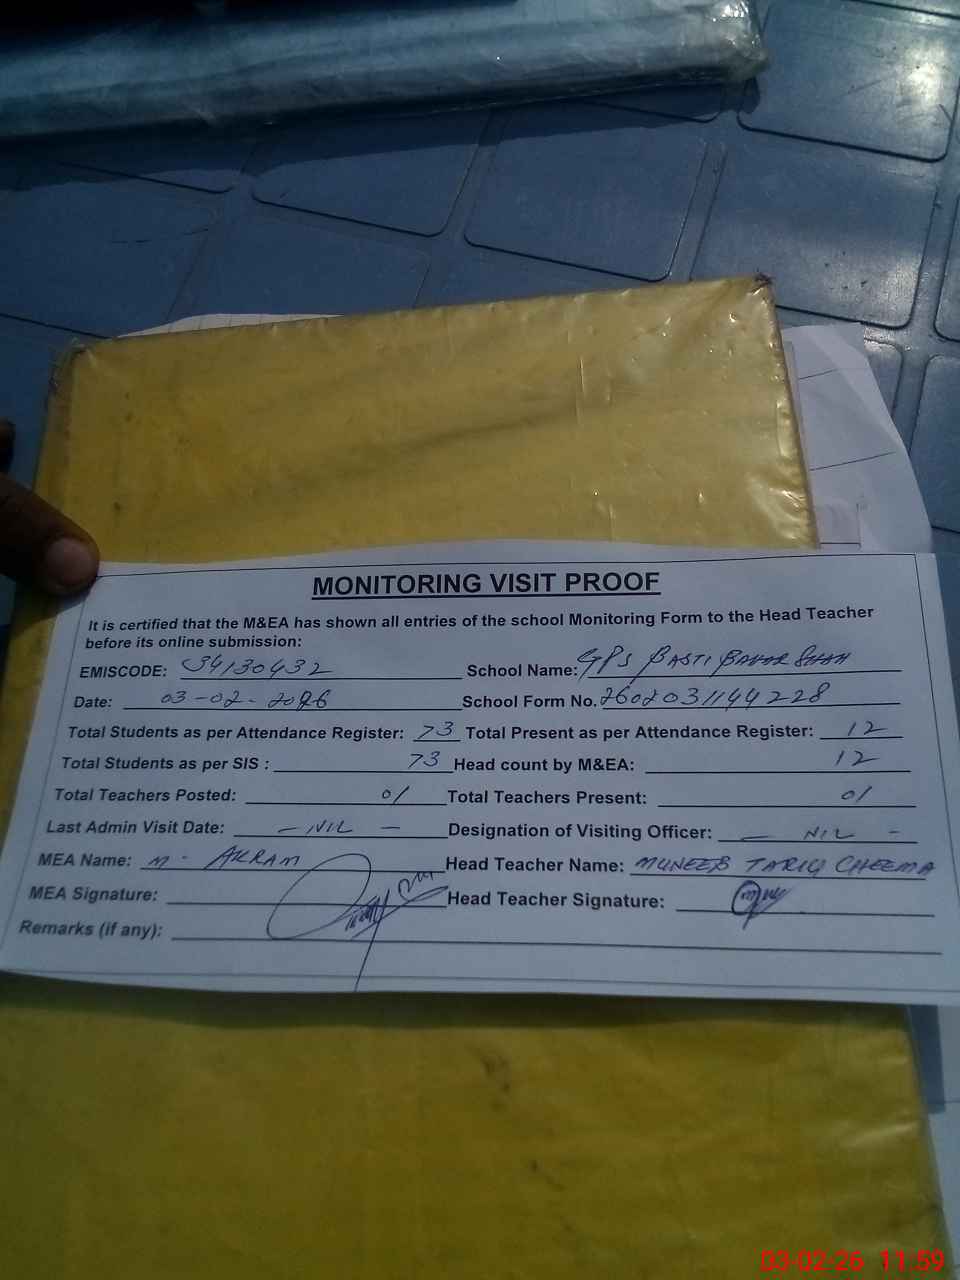 MONITORING VISIT PROOF
It is certified that the M&EA has shown all entries of the school Monitoring Form to the Head Teacher
before its online submission:
EMISCODE: 34130432 School Name: GPS BASTI BAHAR SHAH
Date: 03-02-2026 School Form No. 2602031144228
Total Students as per Attendance Register: 73 Total Present as per Attendance Register: 12
Total Students as per SIS : 73 Head count by M&EA: 12
Total Teachers Posted: 01 Total Teachers Present: 01
Last Admin Visit Date: - NIL - Designation of Visiting Officer: - NIL -
MEA Name: M. AKRAM Head Teacher Name: MUNEEB TARIQ CHEEMA
MEA Signature: Head Teacher Signature:
Remarks (if any):
03-02-26 11:59